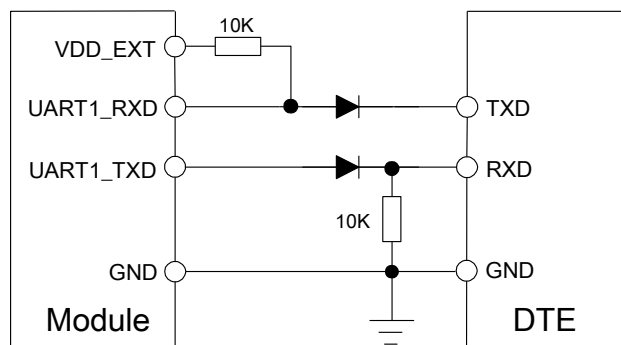 10K
VDD_EXT
UART1_RXD
TXD
UART1_TXD
RXD
10K
GND
GND
Module
DTE